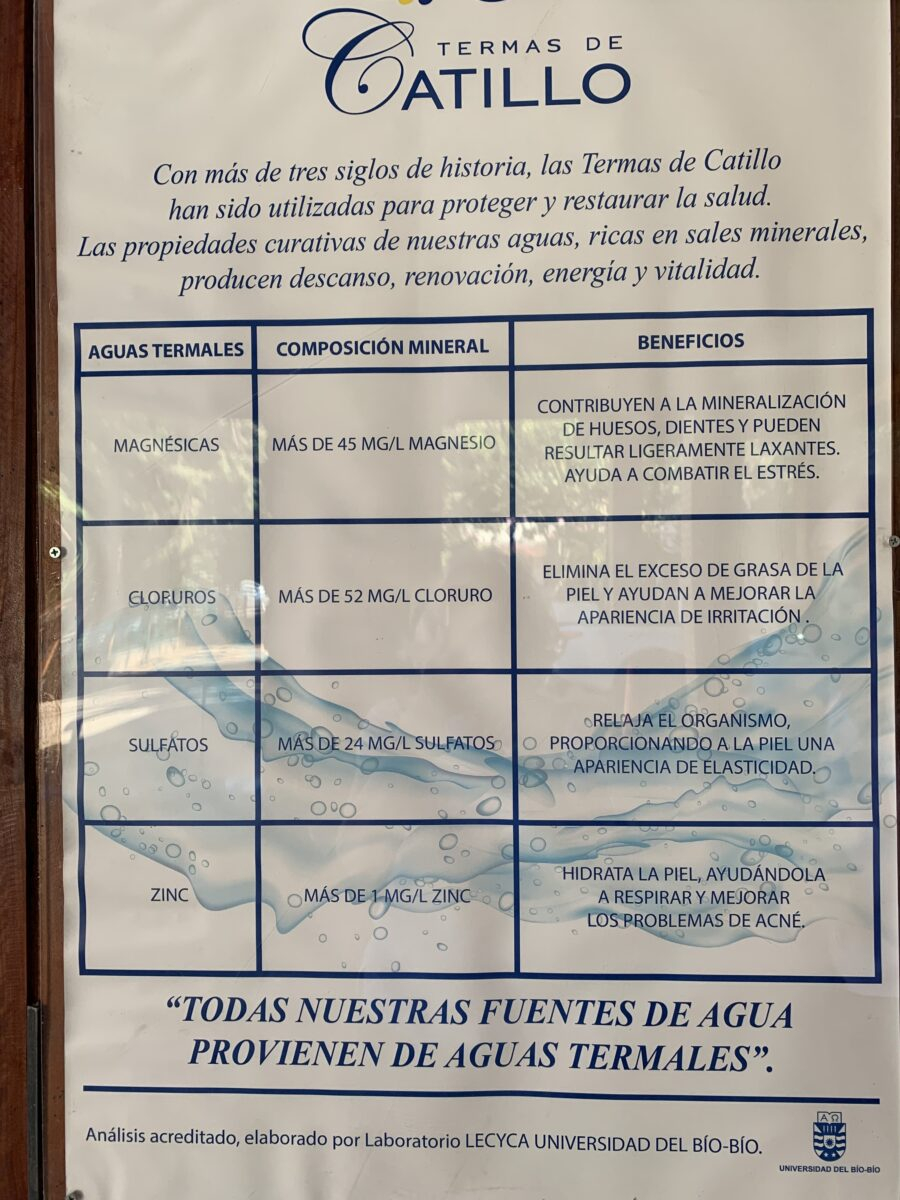 TERMAS DE
CATILLO
Con más de tres siglos de historia, las Termas de Catillo
han sido utilizadas para proteger y restaurar la salud.
Las propiedades curativas de nuestras aguas, ricas en sales minerales,
producen descanso, renovación, energía y vitalidad.
AGUAS TERMALES COMPOSICIÓN MINERAL BENEFICIOS
MAGNÉSICAS
MÁS DE 45 MG/L MAGNESIO
CONTRIBUYEN A LA MINERALIZACIÓN
DE HUESOS, DIENTES Y PUEDEN
RESULTAR LIGERAMENTE LAXANTES.
AYUDA A COMBATIR EL ESTRÉS.
CLORUROS
MÁS DE 52 MG/L CLORURO
ELIMINA EL EXCESO DE GRASA DE LA
PIEL Y AYUDAN A MEJORAR LA
APARIENCIA DE IRRITACIÓN .
SULFATOS
MÁS DE 24 MG/L SULFATOS
RELAJA EL ORGANISMO,
PROPORCIONANDO A LA PIEL UNA
APARIENCIA DE ELASTICIDAD.
ZINC
MÁS DE 1 MG/L ZINC
HIDRATA LA PIEL, AYUDÁNDOLA
A RESPIRAR Y MEJORAR
LOS PROBLEMAS DE ACNÉ.
“TODAS NUESTRAS FUENTES DE AGUA
PROVIENEN DE AGUAS TERMALES”.
Análisis acreditado, elaborado por Laboratorio LECYCA UNIVERSIDAD DEL BÍO-BÍO.
ΑΩ
UNIVERSIDAD DEL BÍO-BÍO